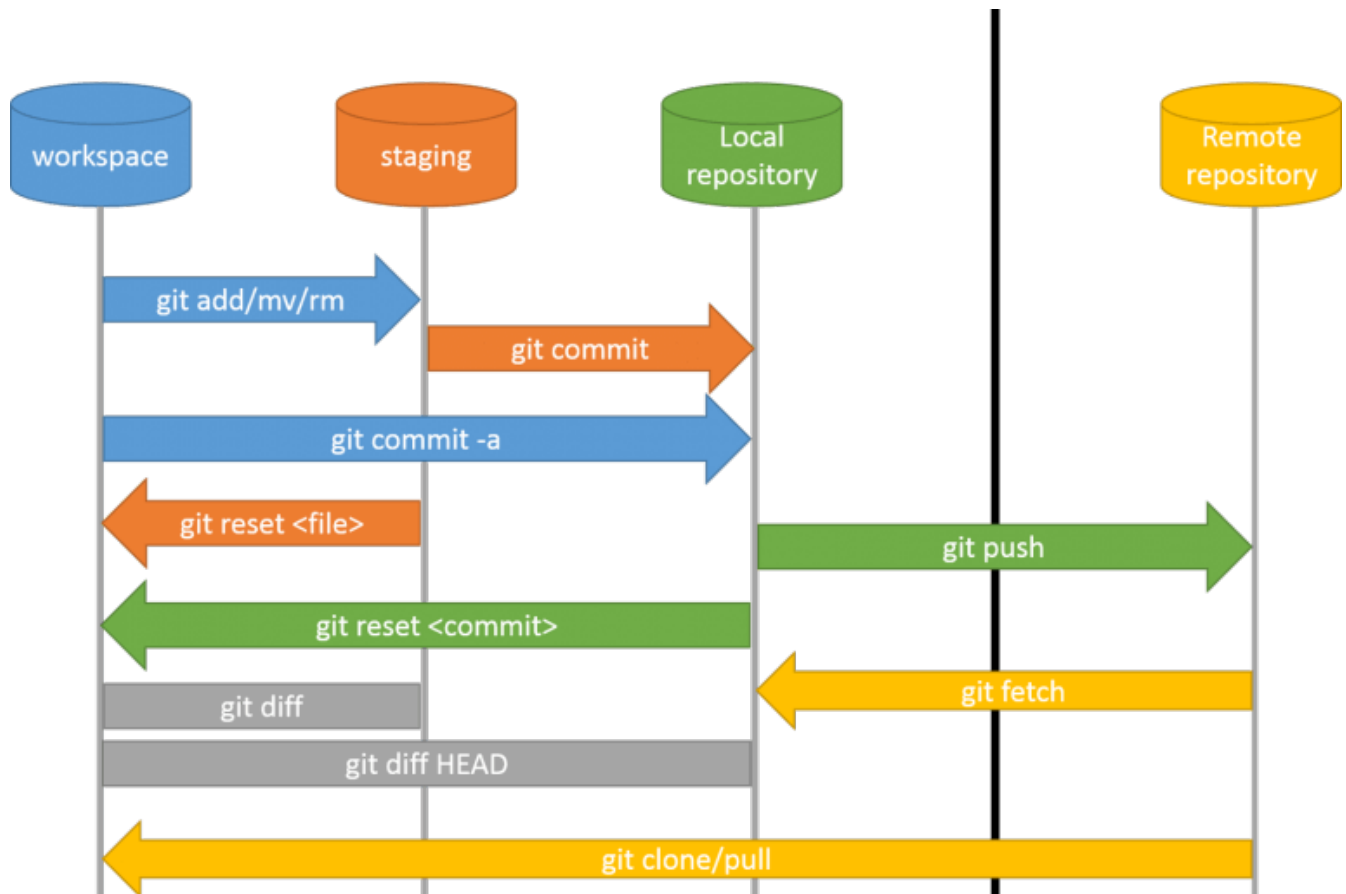 workspace
staging
Local
repository
Remote
repository
git add/mv/rm
git commit
git commit -a
git reset <file>
git push
git reset <commit>
git fetch
git diff
git diff HEAD
git clone/pull